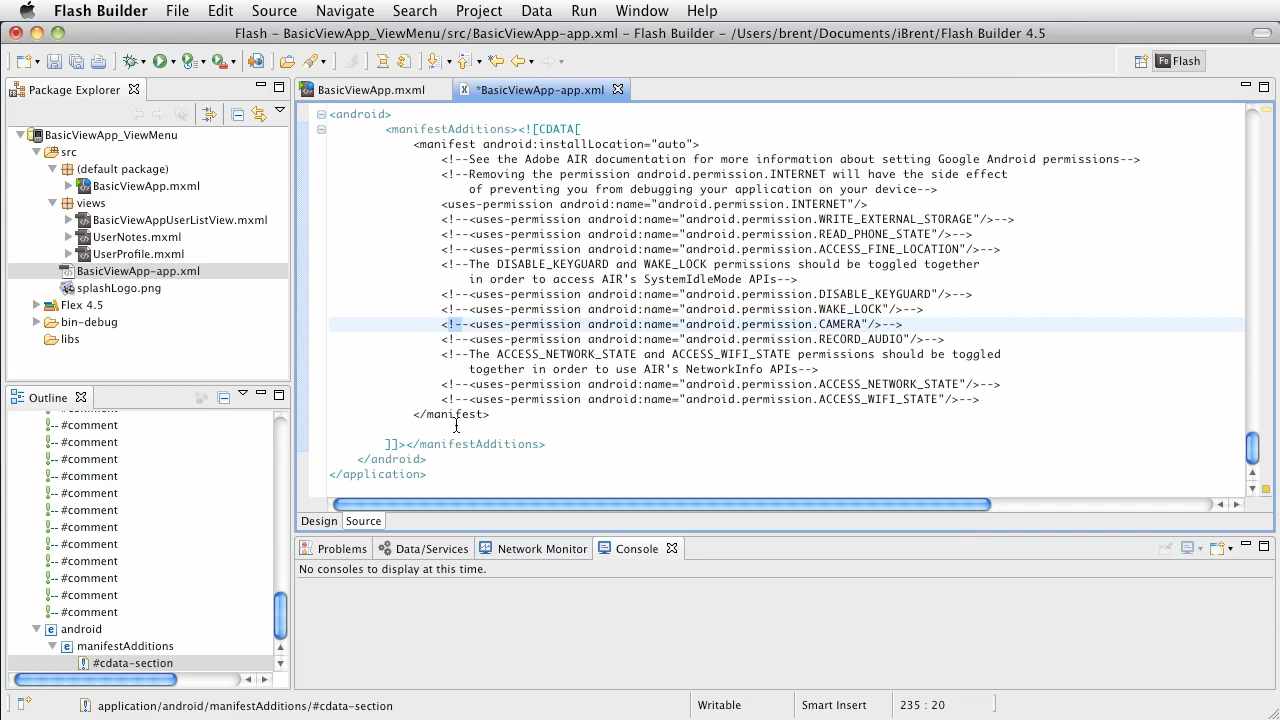 Flash Builder File Edit Source Navigate Search Project Data Run Window Help
Flash - BasicViewApp_ViewMenu/src/BasicViewApp-app.xml - Flash Builder - /Users/brent/Documents/iBrent/Flash Builder 4.5
Fb Flash
Package Explorer
BasicViewApp_ViewMenu
src
(default package)
BasicViewApp.mxml
views
BasicViewAppUserListView.mxml
UserNotes.mxml
UserProfile.mxml
BasicViewApp-app.xml
splashLogo.png
Flex 4.5
bin-debug
libs
Outline
#comment
#comment
#comment
#comment
#comment
#comment
#comment
#comment
#comment
#comment
#comment
#comment
android
manifestAdditions
#cdata-section
BasicViewApp.mxml *BasicViewApp-app.xml
<android>
<manifestAdditions><![CDATA[
<manifest android:installLocation="auto">
<!--See the Adobe AIR documentation for more information about setting Google Android permissions-->
<!--Removing the permission android.permission.INTERNET will have the side effect
of preventing you from debugging your application on your device-->
<uses-permission android:name="android.permission.INTERNET"/>
<!--<uses-permission android:name="android.permission.WRITE_EXTERNAL_STORAGE"/>-->
<!--<uses-permission android:name="android.permission.READ_PHONE_STATE"/>-->
<!--<uses-permission android:name="android.permission.ACCESS_FINE_LOCATION"/>-->
<!--The DISABLE_KEYGUARD and WAKE_LOCK permissions should be toggled together
in order to access AIR's SystemIdleMode APIs-->
<!--<uses-permission android:name="android.permission.DISABLE_KEYGUARD"/>-->
<!--<uses-permission android:name="android.permission.WAKE_LOCK"/>-->
<!--<uses-permission android:name="android.permission.CAMERA"/>-->
<!--<uses-permission android:name="android.permission.RECORD_AUDIO"/>-->
<!--The ACCESS_NETWORK_STATE and ACCESS_WIFI_STATE permissions should be toggled
together in order to use AIR's NetworkInfo APIs-->
<!--<uses-permission android:name="android.permission.ACCESS_NETWORK_STATE"/>-->
<!--<uses-permission android:name="android.permission.ACCESS_WIFI_STATE"/>-->
</manifest>
]]></manifestAdditions>
</android>
</application>
Design Source
Problems Data/Services Network Monitor Console
No consoles to display at this time.
application/android/manifestAdditions/#cdata-section Writable Smart Insert 235 : 20